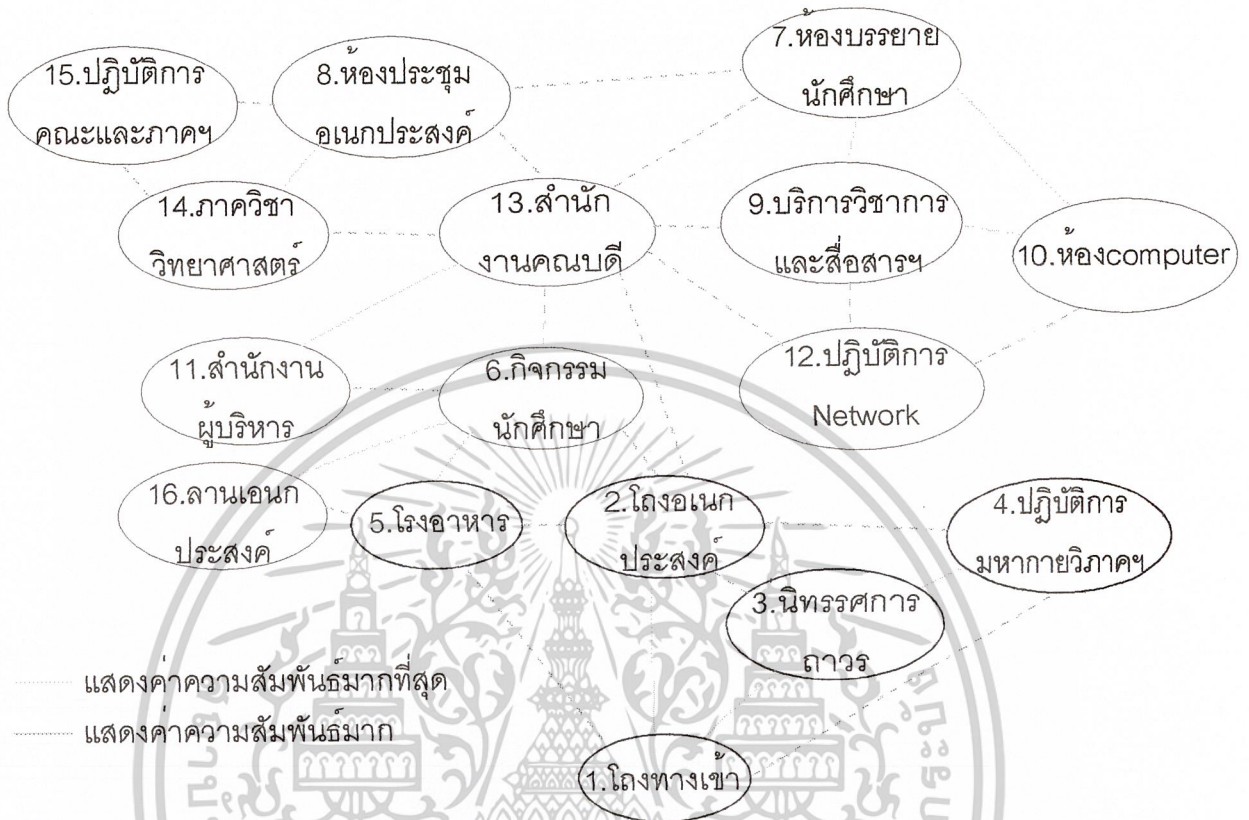 7.ห้องบรรยาย
นักศึกษา
15.ปฎิบัติการ
คณะและภาคฯ
8.ห้องประชุม
อเนกประสงค์
14.ภาควิชา
วิทยาศาสตร์
13.สำนัก
งานคณบดี
9.บริการวิชาการ
และสื่อสารฯ
10.ห้องcomputer
11.สำนักงาน
ผู้บริหาร
6.กิจกรรม
นักศึกษา
12.ปฎิบัติการ
Network
16.ลานเอนก
ประสงค์
5.โรงอาหาร
2.โถงอเนก
ประสงค์
4.ปฎิบัติการ
มหากายวิภาคฯ
3.นิทรรศการ
ถาวร
แสดงค่าความสัมพันธ์มากที่สุด
แสดงค่าความสัมพันธ์มาก
1.โถงทางเข้า